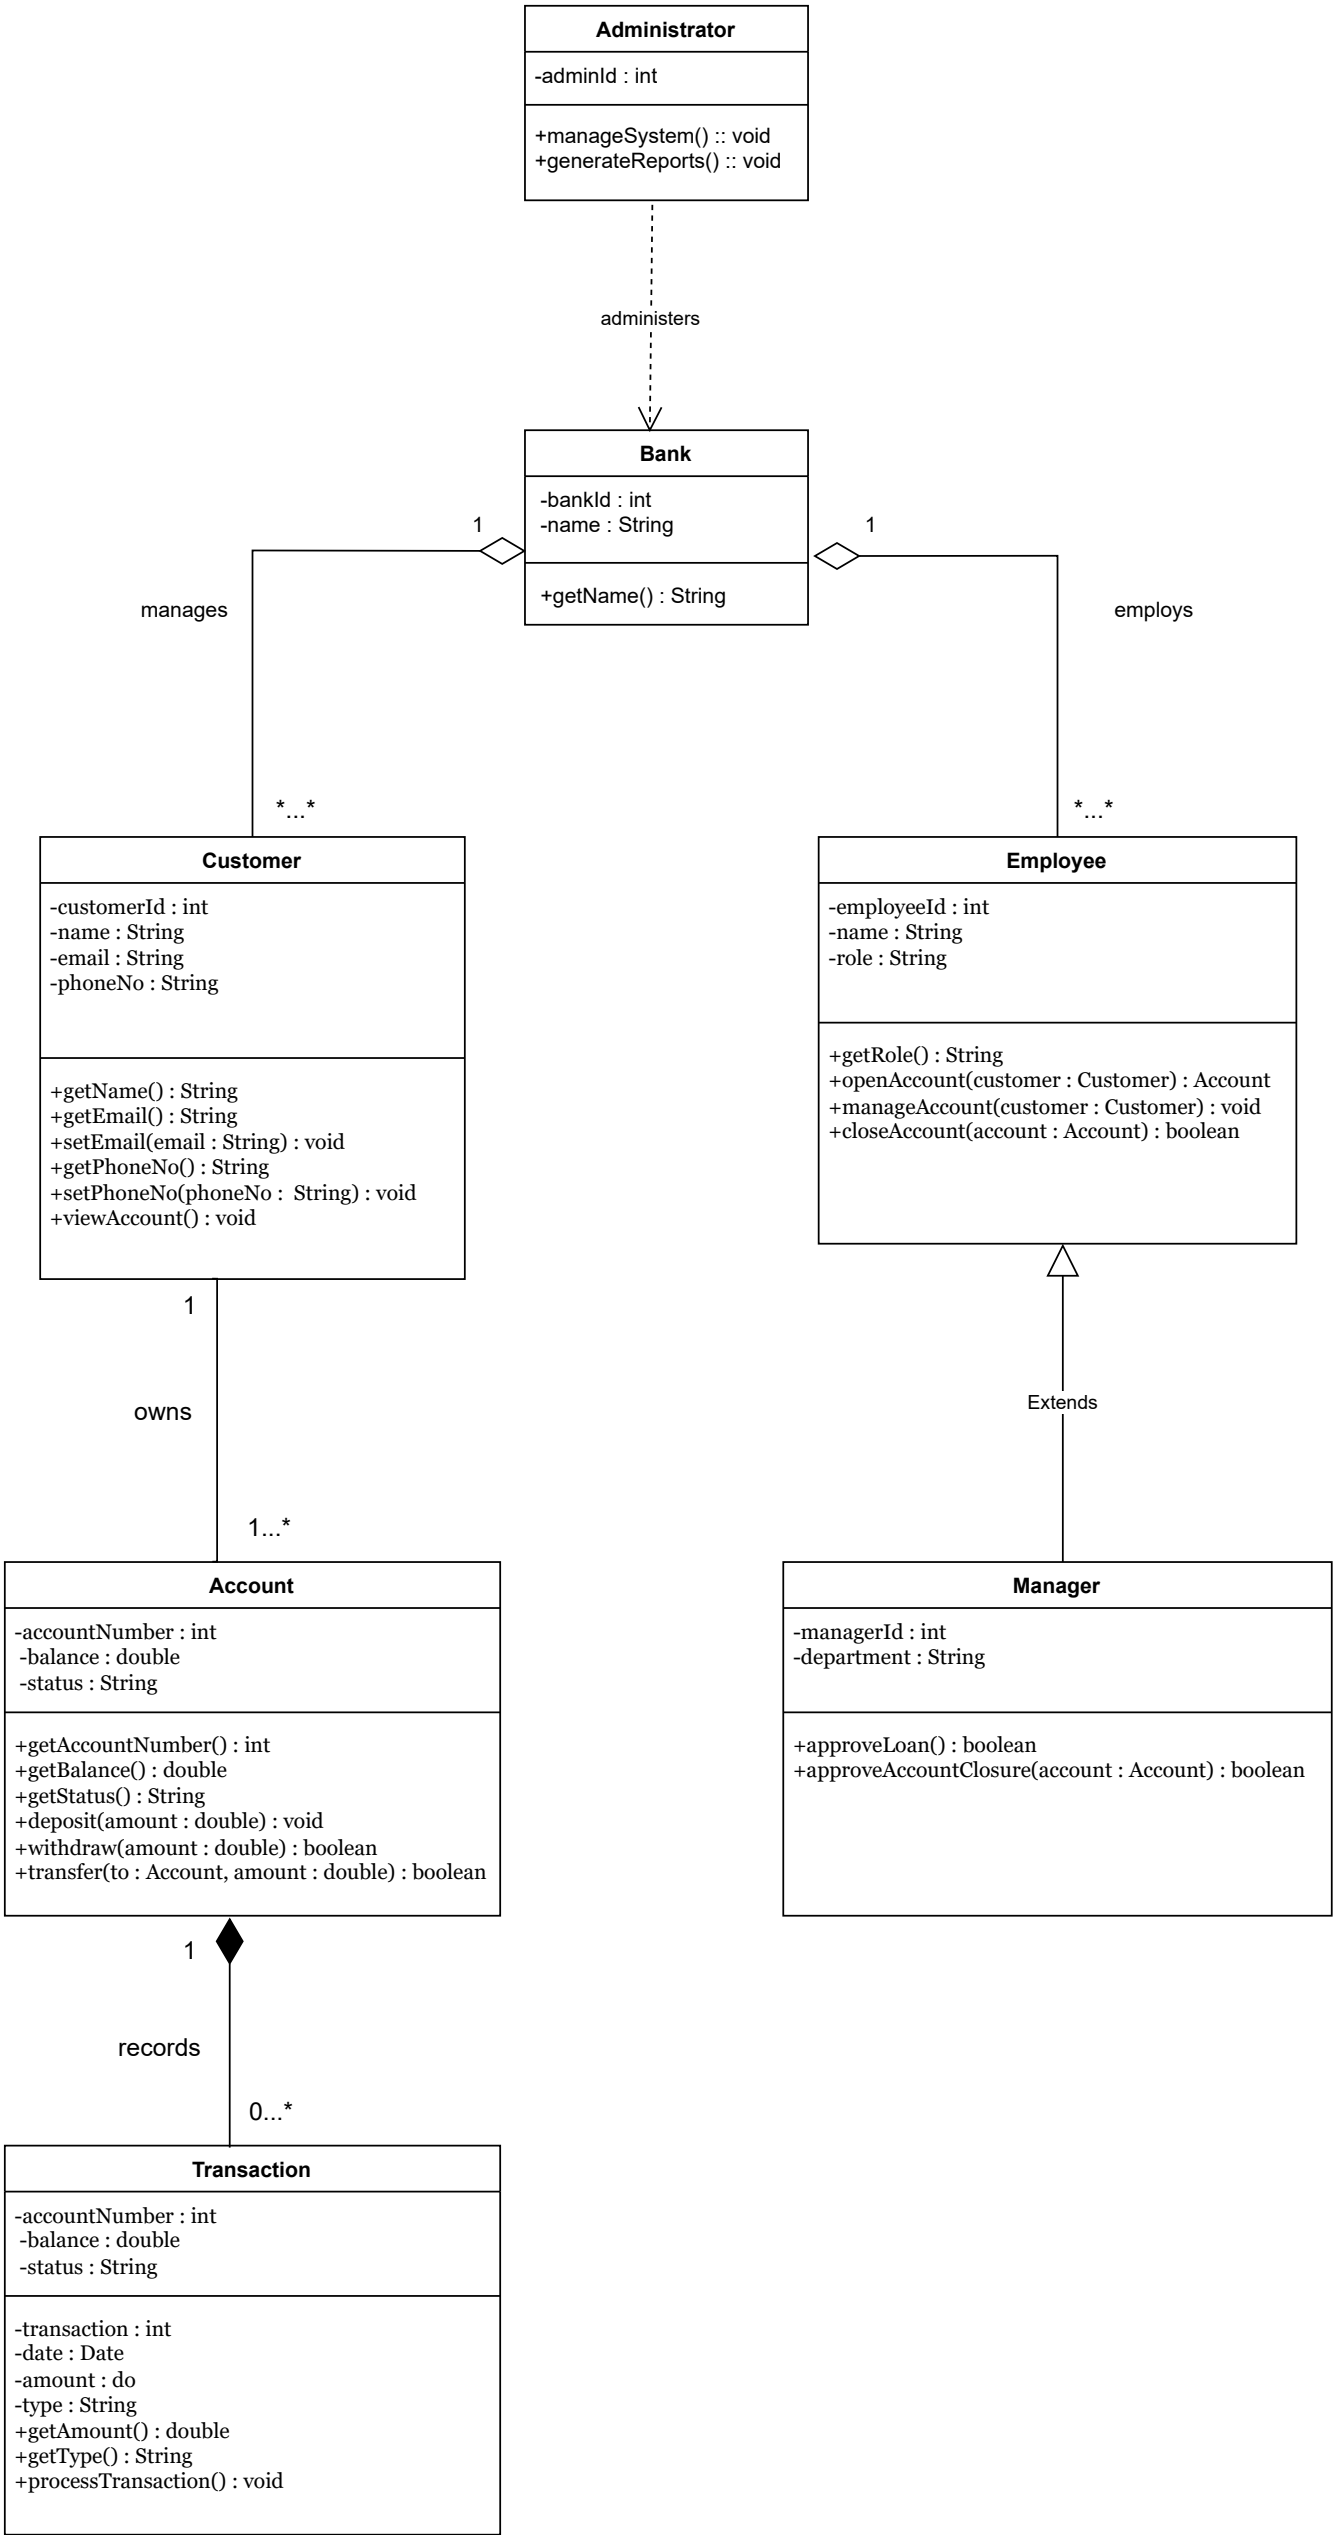 Administrator
-adminId : int
+manageSystem() :: void
+generateReports() :: void
administers
Bank
-bankId : int
-name : String
+getName() : String
1
1
manages
employs
*...*
*...*
Customer
-customerId : int
-name : String
-email : String
-phoneNo : String
+getName() : String
+getEmail() : String
+setEmail(email : String) : void
+getPhoneNo() : String
+setPhoneNo(phoneNo :  String) : void
+viewAccount() : void
Employee
-employeeId : int
-name : String
-role : String
+getRole() : String
+openAccount(customer : Customer) : Account
+manageAccount(customer : Customer) : void
+closeAccount(account : Account) : boolean
1
owns
1...*
Extends
Account
-accountNumber : int
-balance : double
-status : String
+getAccountNumber() : int
+getBalance() : double
+getStatus() : String
+deposit(amount : double) : void
+withdraw(amount : double) : boolean
+transfer(to : Account, amount : double) : boolean
Manager
-managerId : int
-department : String
+approveLoan() : boolean
+approveAccountClosure(account : Account) : boolean
1
records
0...*
Transaction
-accountNumber : int
-balance : double
-status : String
-transaction : int
-date : Date
-amount : do
-type : String
+getAmount() : double
+getType() : String
+processTransaction() : void